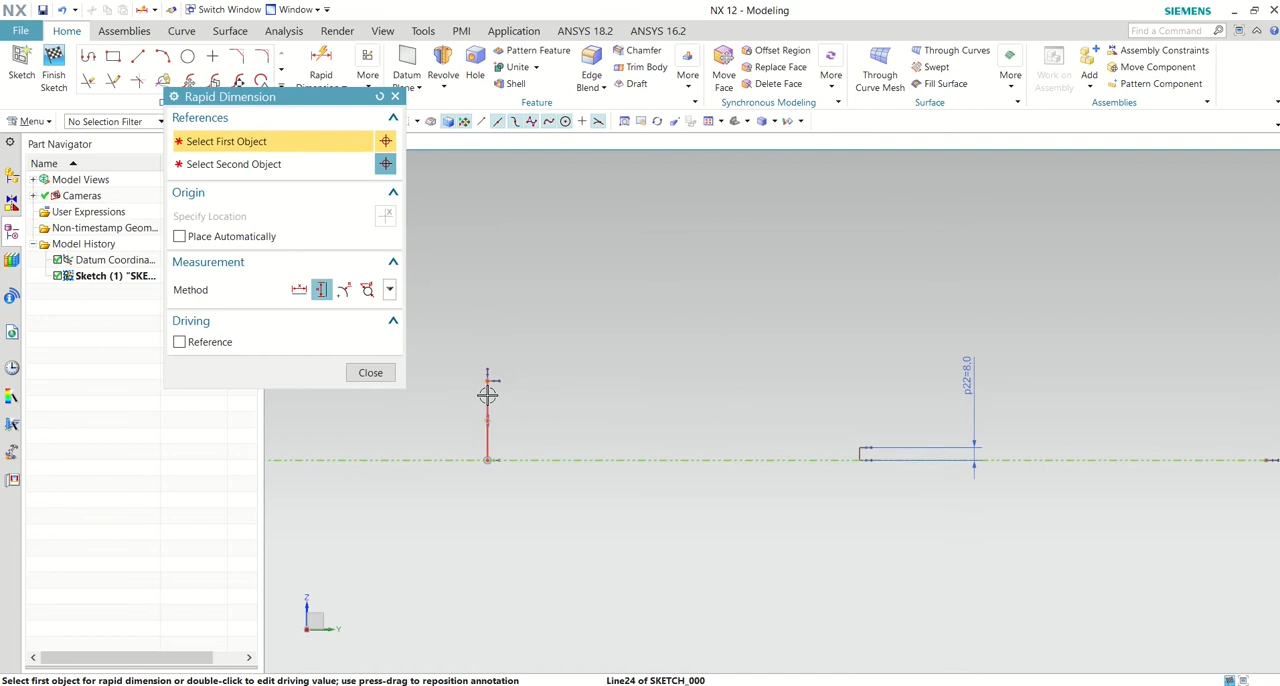 NX Switch Window Window NX 12 - Modeling SIEMENS
File Home Assemblies Curve Surface Analysis Render View Tools PMI Application ANSYS 18.2 ANSYS 16.2 Find a Command
Sketch Finish Sketch Rapid More Datum Plane Revolve Hole Pattern Feature Unite Shell Edge Blend Chamfer Trim Body Draft More Move Face Offset Region Replace Face Delete Face More Through Curve Mesh Through Curves Swept Fill Surface More Work on Assembly Add Assembly Constraints Move Component Pattern Component
Feature Synchronous Modeling Surface Assemblies
Menu No Selection Filter
Rapid Dimension
References
* Select First Object
* Select Second Object
Origin
Specify Location
Place Automatically
Measurement
Method
Driving
Reference
Close
Part Navigator
Name
Model Views
Cameras
User Expressions
Non-timestamp Geom...
Model History
Datum Coordina...
Sketch (1) "SKE...
p22=8.0
Z
Y
Select first object for rapid dimension or double-click to edit driving value; use press-drag to reposition annotation Line24 of SKETCH_000